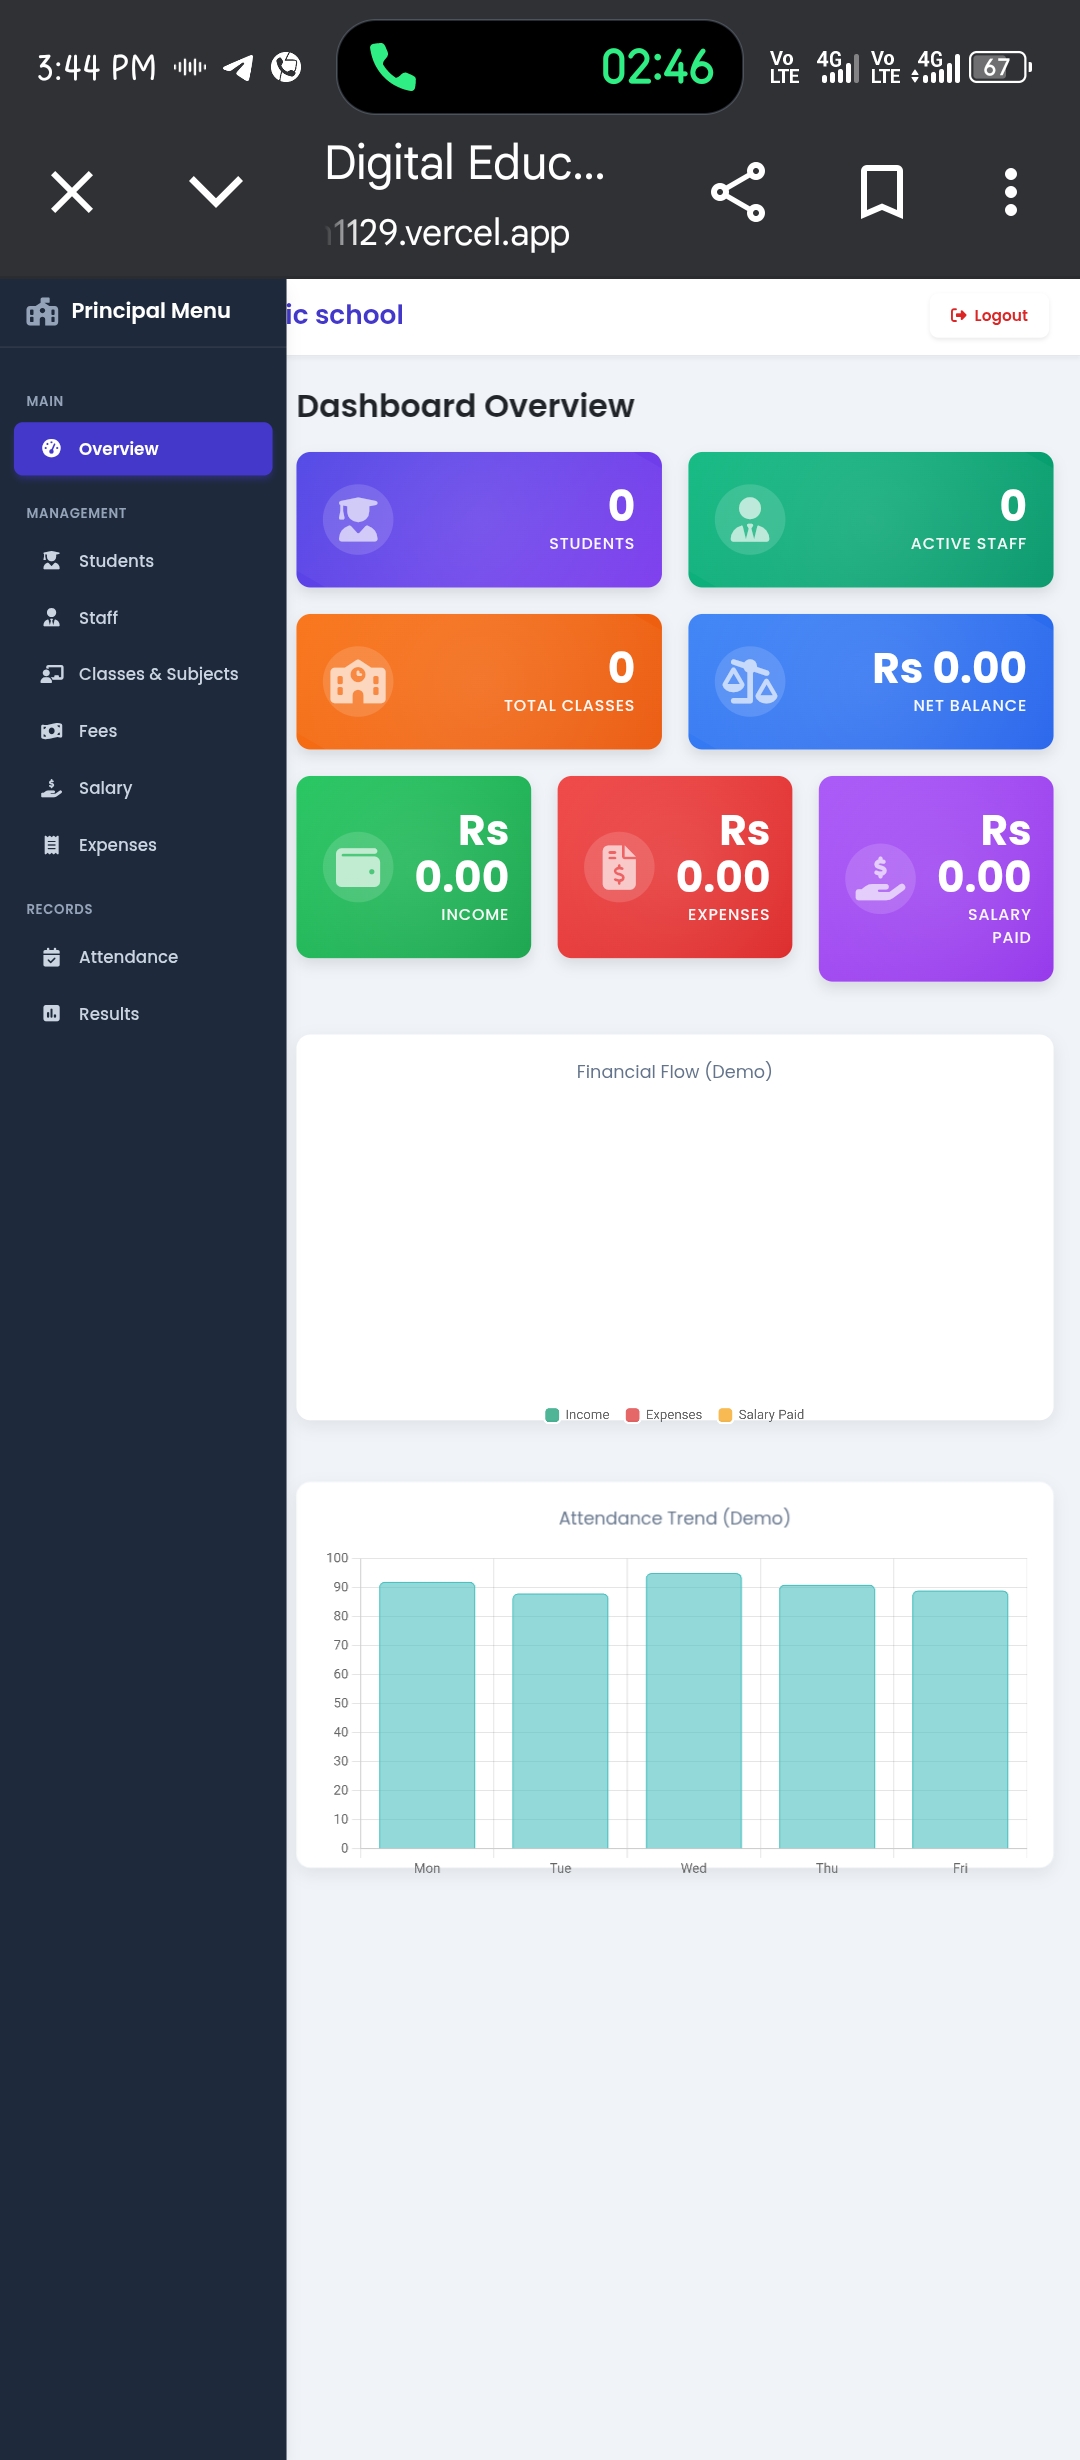 3:44 PM
02:46
Vo LTE 4G Vo LTE 4G 67
Digital Educ...
1129.vercel.app
Principal Menu
ic school
Logout
MAIN
Overview
MANAGEMENT
Students
Staff
Classes & Subjects
Fees
Salary
Expenses
RECORDS
Attendance
Results
Dashboard Overview
0
STUDENTS
0
ACTIVE STAFF
0
TOTAL CLASSES
Rs 0.00
NET BALANCE
Rs
0.00
INCOME
Rs
0.00
EXPENSES
Rs
0.00
SALARY
PAID
Financial Flow (Demo)
Income Expenses Salary Paid
Attendance Trend (Demo)
100
90
80
70
60
50
40
30
20
10
0
Mon Tue Wed Thu Fri